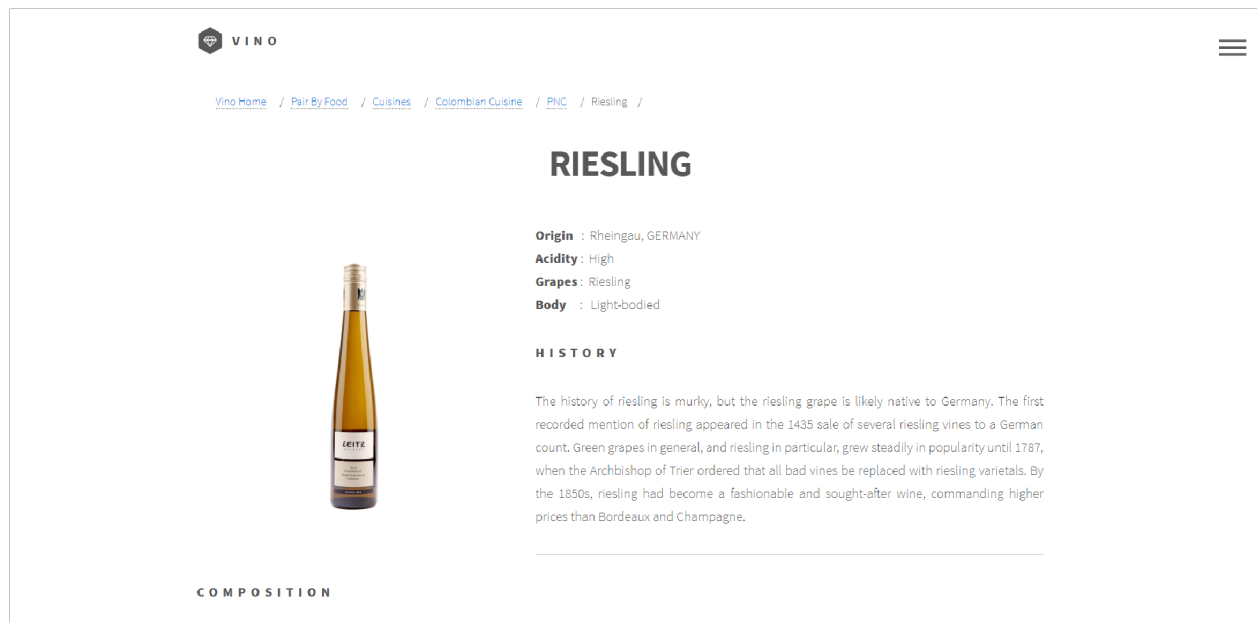 VINO
Vino Home / Pair By Food / Cuisines / Colombian Cuisine / PNC / Riesling /
RIESLING
Origin : Rheingau, GERMANY
Acidity : High
Grapes : Riesling
Body : Light-bodied
HISTORY
The history of riesling is murky, but the riesling grape is likely native to Germany. The first
recorded mention of riesling appeared in the 1435 sale of several riesling vines to a German
count. Green grapes in general, and riesling in particular, grew steadily in popularity until 1787,
when the Archbishop of Trier ordered that all bad vines be replaced with riesling varietals. By
the 1850s, riesling had become a fashionable and sought-after wine, commanding higher
prices than Bordeaux and Champagne.
LEITZ
COMPOSITION